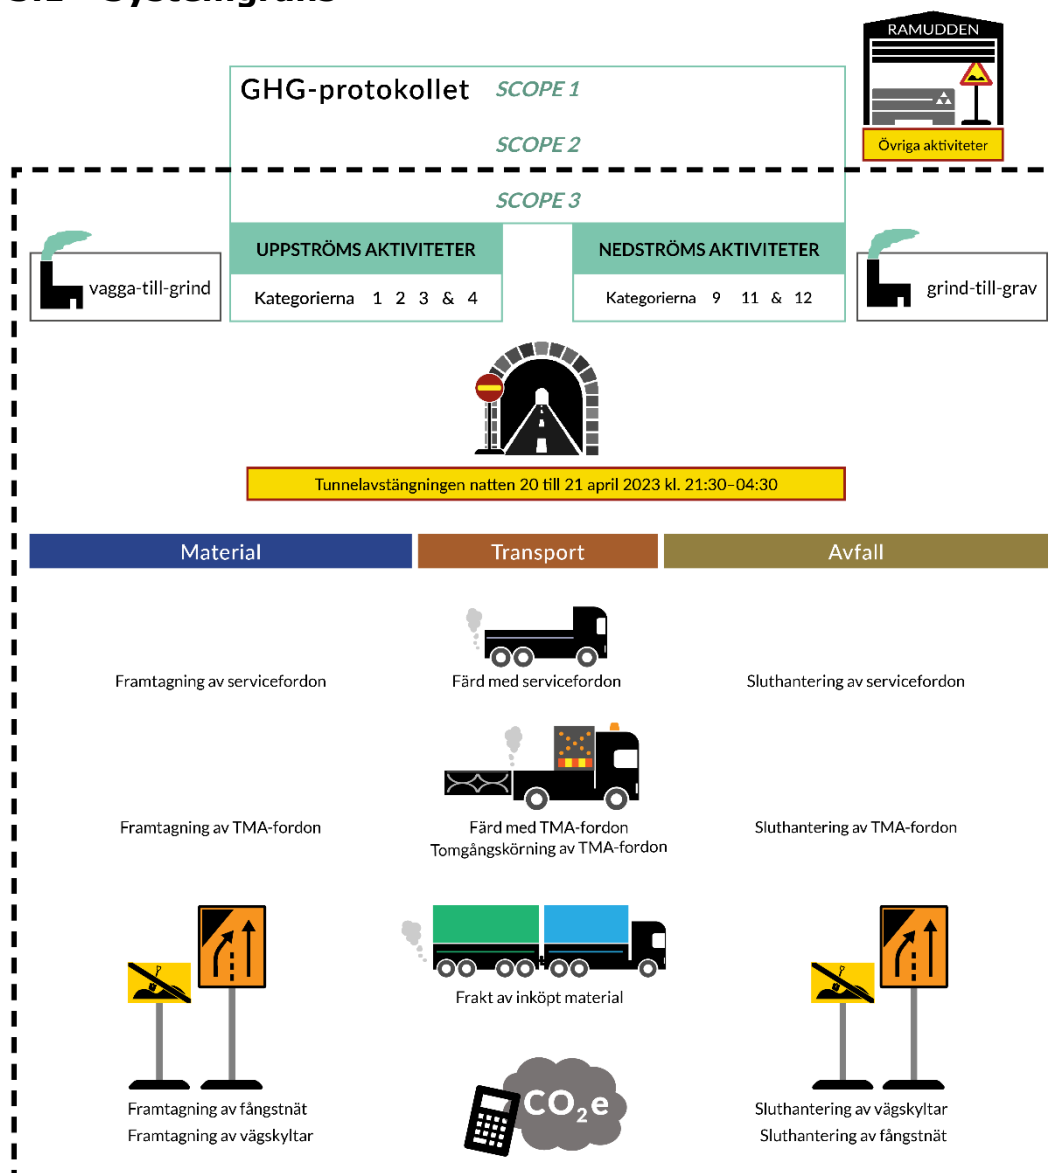 RAMUDDEN
Övriga aktiviteter
GHG-protokollet SCOPE 1
SCOPE 2
SCOPE 3
vagga-till-grind
UPPSTRÖMS AKTIVITETER
Kategorierna 1 2 3 & 4
NEDSTRÖMS AKTIVITETER
Kategorierna 9 11 & 12
grind-till-grav
Tunnelavstängningen natten 20 till 21 april 2023 kl. 21:30–04:30
Material Transport Avfall
Framtagning av servicefordon
Färd med servicefordon
Sluthantering av servicefordon
Framtagning av TMA-fordon
Färd med TMA-fordon
Tomgångskörning av TMA-fordon
Sluthantering av TMA-fordon
Frakt av inköpt material
Framtagning av fångstnät
Framtagning av vägskyltar
CO₂e
Sluthantering av vägskyltar
Sluthantering av fångstnät